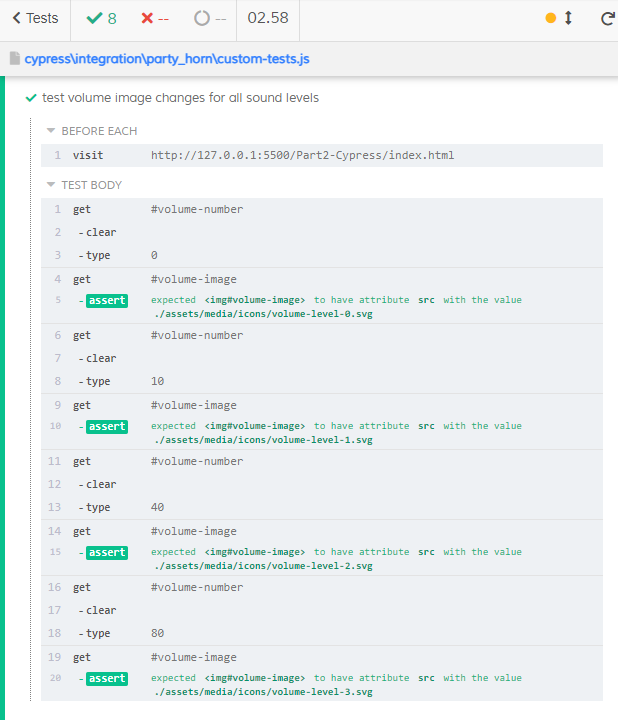 Tests 8 -- -- 02.58
cypress\integration\party_horn\custom-tests.js
test volume image changes for all sound levels
BEFORE EACH
1 visit http://127.0.0.1:5500/Part2-Cypress/index.html
TEST BODY
1 get #volume-number
2 -clear
3 -type 0
4 get #volume-image
5 -assert expected <img#volume-image> to have attribute src with the value
./assets/media/icons/volume-level-0.svg
6 get #volume-number
7 -clear
8 -type 10
9 get #volume-image
10 -assert expected <img#volume-image> to have attribute src with the value
./assets/media/icons/volume-level-1.svg
11 get #volume-number
12 -clear
13 -type 40
14 get #volume-image
15 -assert expected <img#volume-image> to have attribute src with the value
./assets/media/icons/volume-level-2.svg
16 get #volume-number
17 -clear
18 -type 80
19 get #volume-image
20 -assert expected <img#volume-image> to have attribute src with the value
./assets/media/icons/volume-level-3.svg